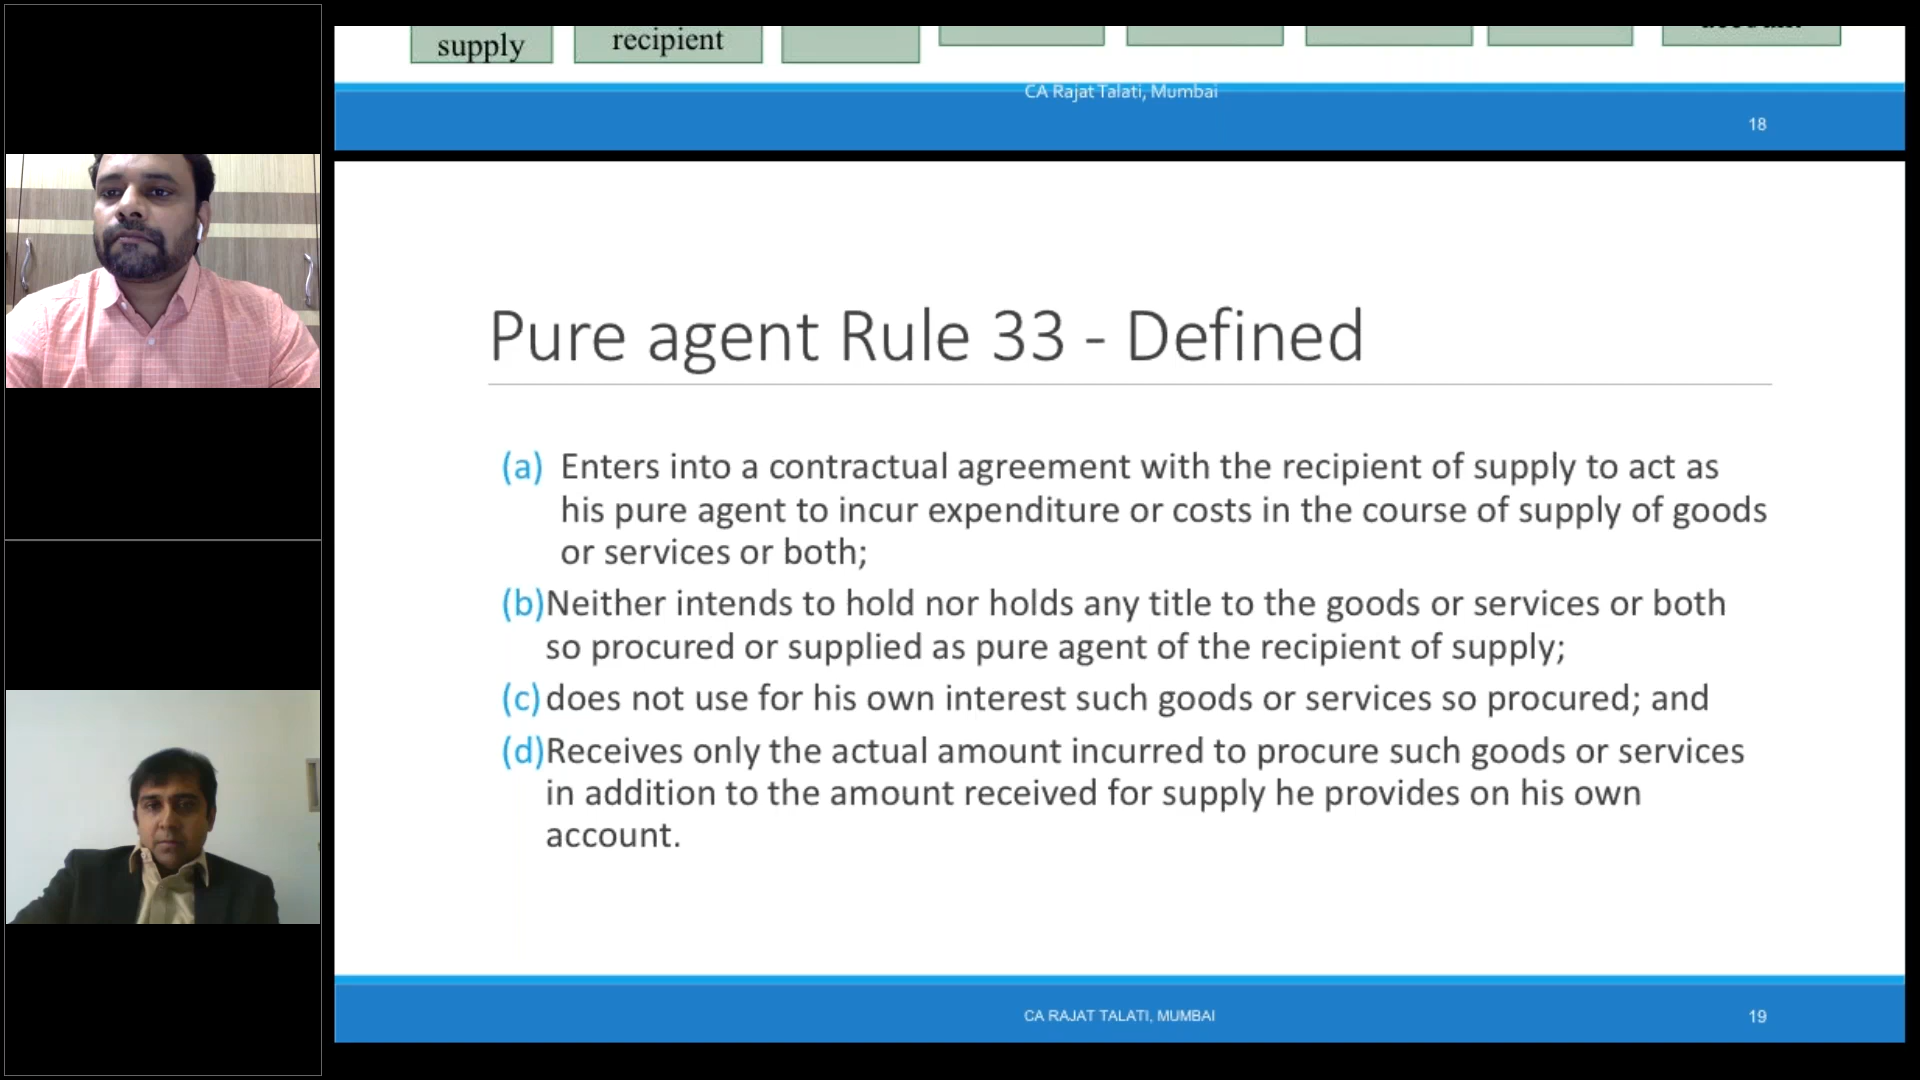 supply
recipient
CA Rajat Talati, Mumbai
18
Pure agent Rule 33 - Defined
(a) Enters into a contractual agreement with the recipient of supply to act as
his pure agent to incur expenditure or costs in the course of supply of goods
or services or both;
(b)Neither intends to hold nor holds any title to the goods or services or both
so procured or supplied as pure agent of the recipient of supply;
(c) does not use for his own interest such goods or services so procured; and
(d)Receives only the actual amount incurred to procure such goods or services
in addition to the amount received for supply he provides on his own
account.
CA RAJAT TALATI, MUMBAI
19